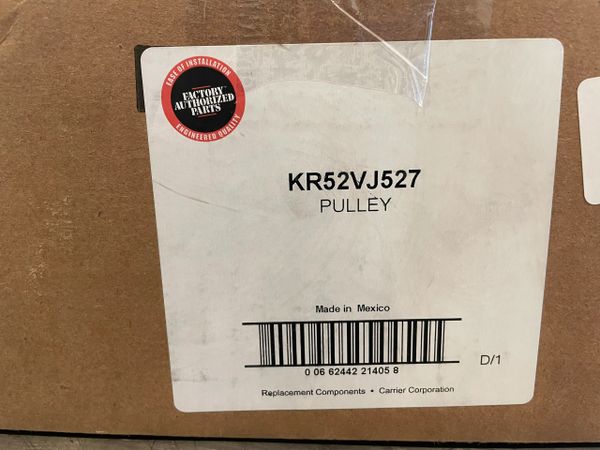 EASE OF INSTALLATION
FACTORY
AUTHORIZED
PARTS
ENGINEERED QUALITY
KR52VJ527
PULLEY
Made in Mexico
0 06 62442 21405 8
D/1
Replacement Components • Carrier Corporation